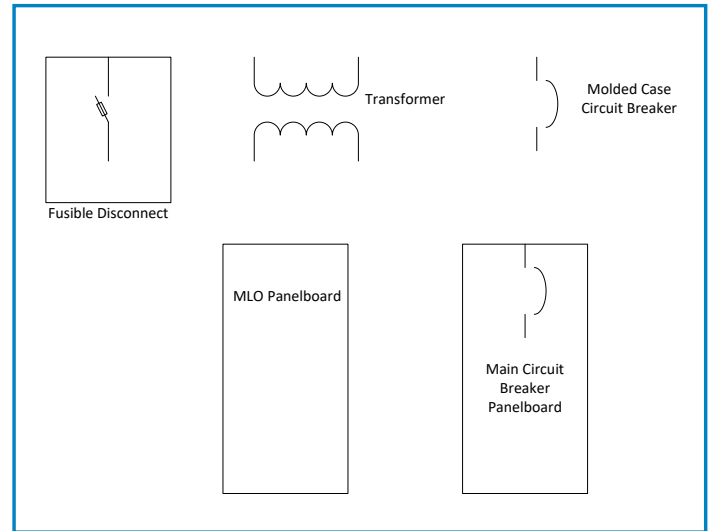 Transformer
Molded Case
Circuit Breaker
Fusible Disconnect
MLO Panelboard
Main Circuit
Breaker
Panelboard